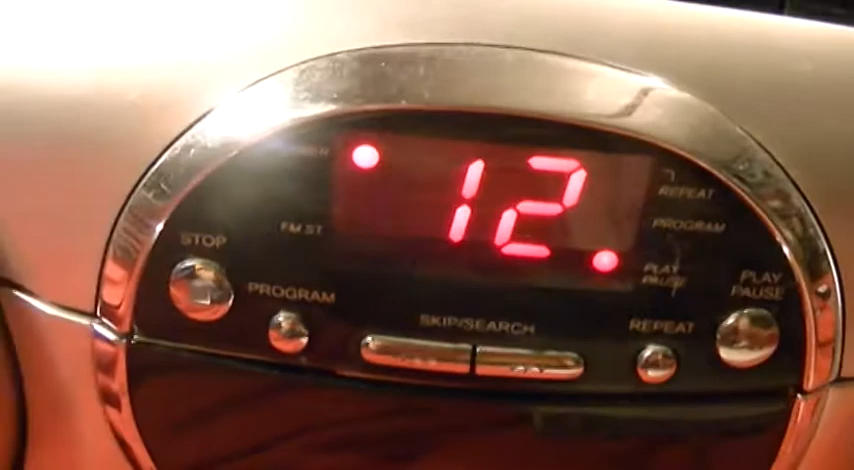 12
REPEAT
FM ST
PROGRAM
STOP
PLAY
PAUSE
PLAY
PAUSE
PROGRAM
SKIP/SEARCH
REPEAT